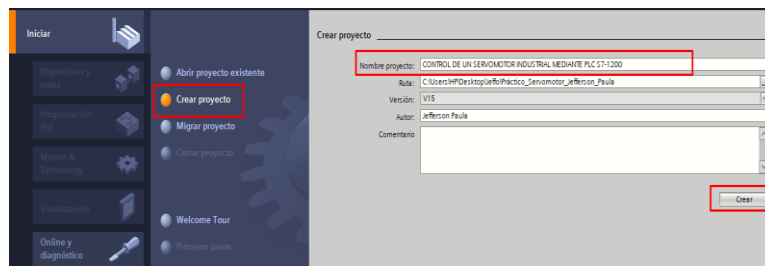 Iniciar
Dispositivos y
redes
Programación
PLC
Motion &
Technology
Visualización
Online y
diagnóstico
Abrir proyecto existente
Crear proyecto
Migrar proyecto
Cerrar proyecto
Welcome Tour
Primeros pasos
Crear proyecto
Nombre proyecto: CONTROL DE UN SERVOMOTOR INDUSTRIAL MEDIANTE PLC S7-1200
Ruta: C:\Users\HP\Desktop\Jeffo\Práctico_Servomotor_Jefferson_Paula
Versión: V15
Autor: Jefferson Paula
Comentario
Crear